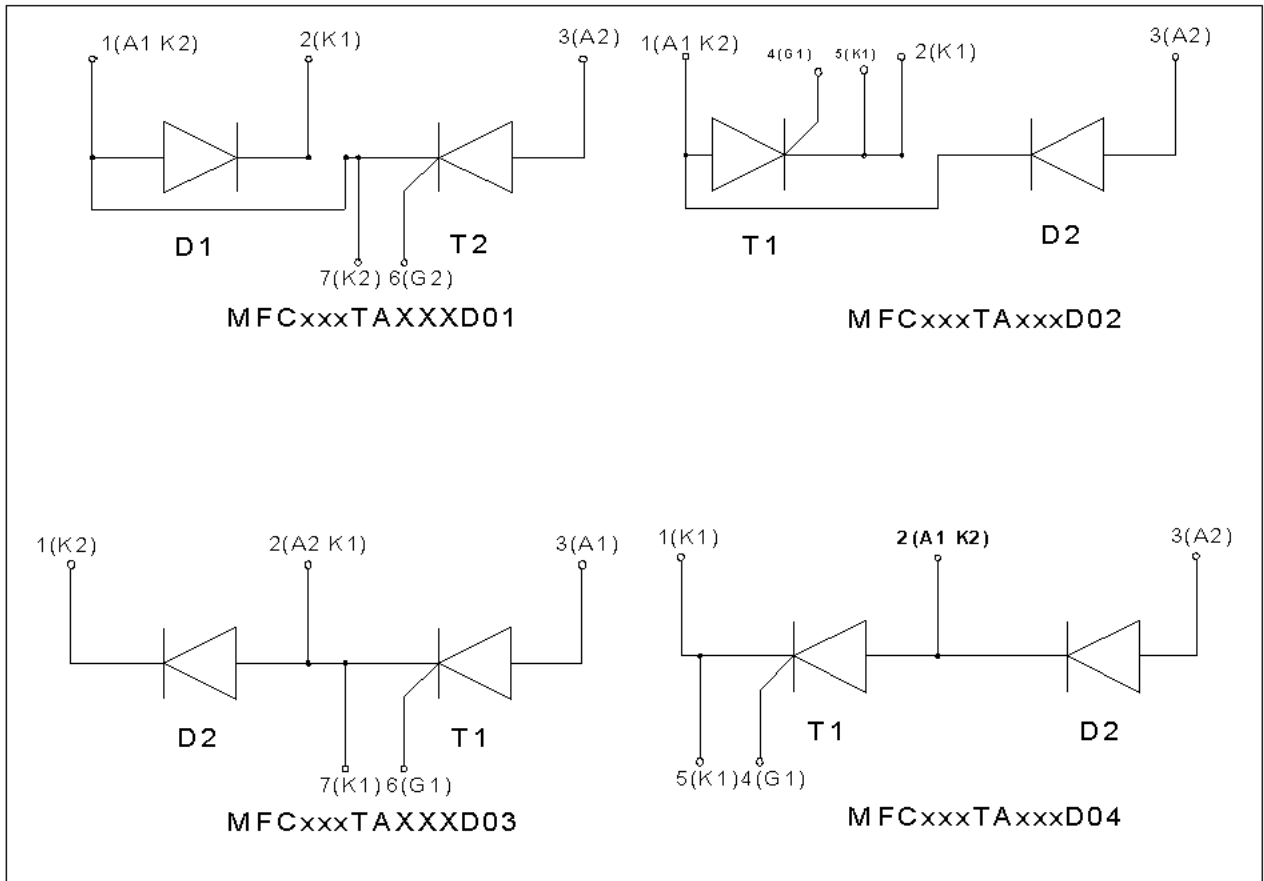 1(A1 K2)
2(K1)
3(A2)
D1
T2
7(K2) 6(G2)
MFCxxxTAXXXD01
1(A1 K2)
4(G1)
5(K1)
2(K1)
3(A2)
T1
D2
MFCxxxTAxxxD02
1(K2)
2(A2 K1)
3(A1)
D2
T1
7(K1) 6(G1)
MFCxxxTAXXXD03
1(K1)
2(A1 K2)
3(A2)
T1
D2
5(K1) 4(G1)
MFCxxxTAxxxD04